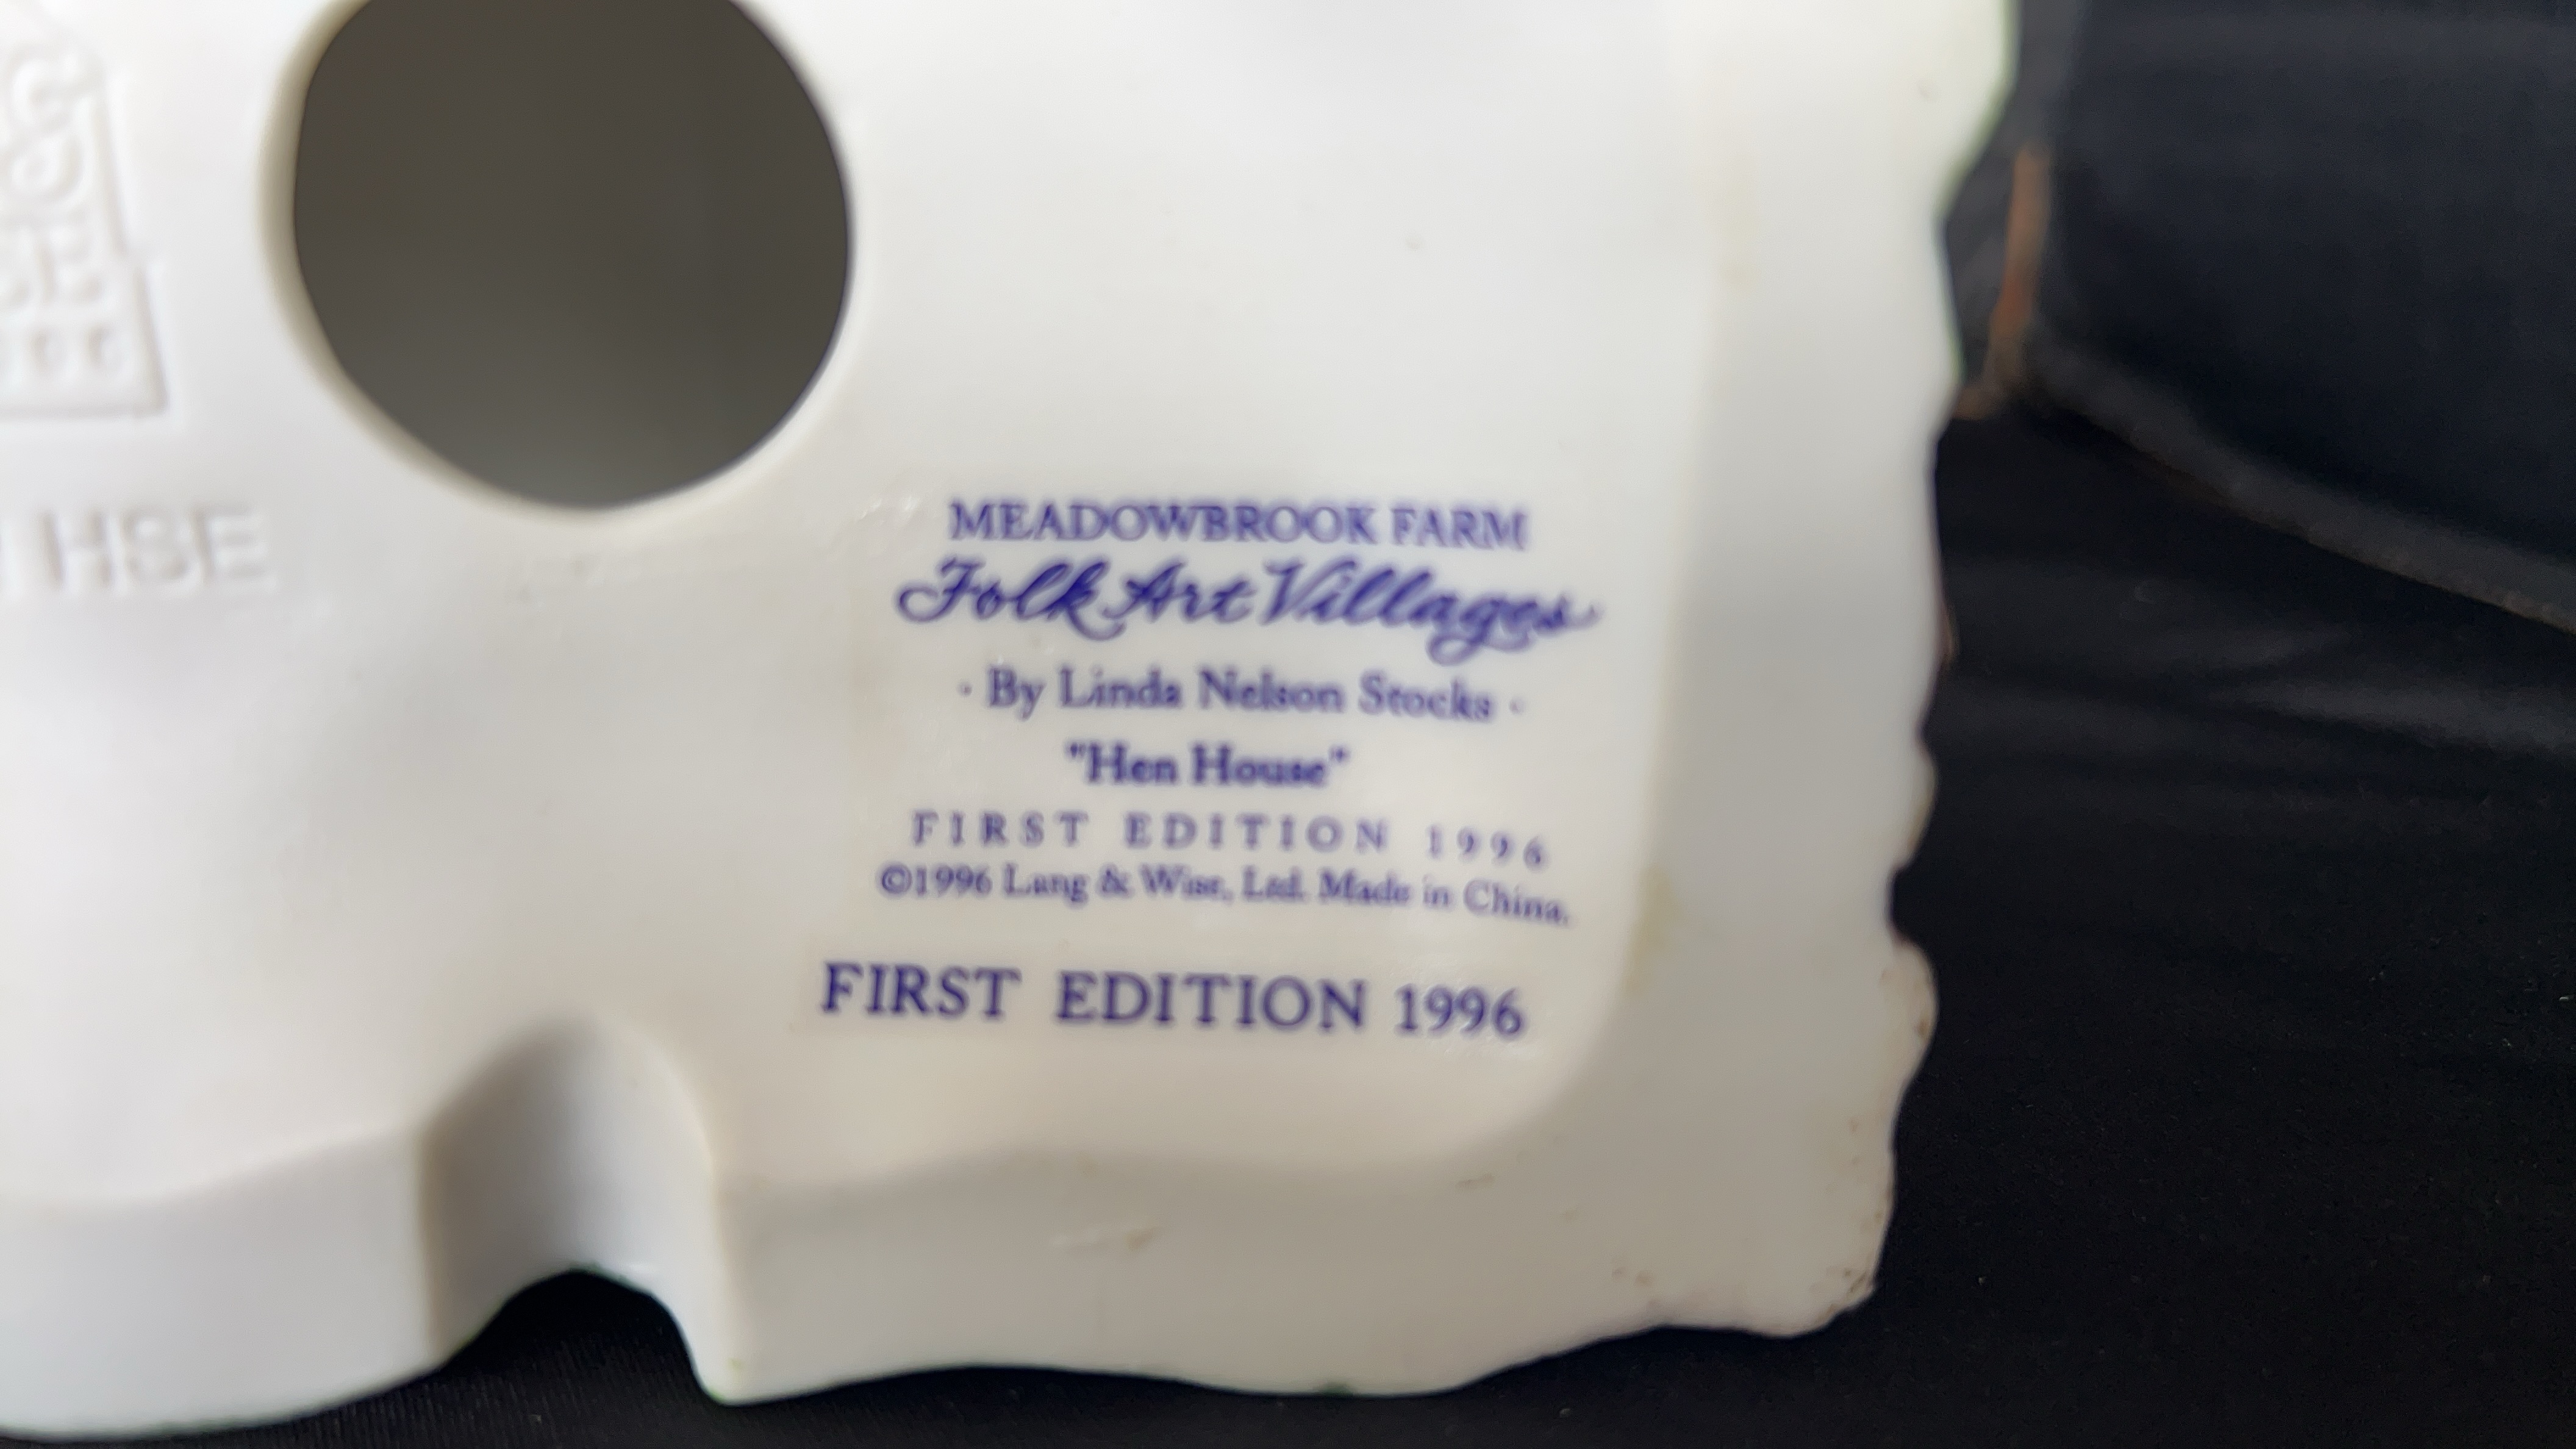 HSE
MEADOWBROOK FARM
Folk Art Villages
· By Linda Nelson Stocks ·
"Hen House"
FIRST EDITION 1996
©1996 Lang & Wise, Ltd. Made in China.
FIRST EDITION 1996